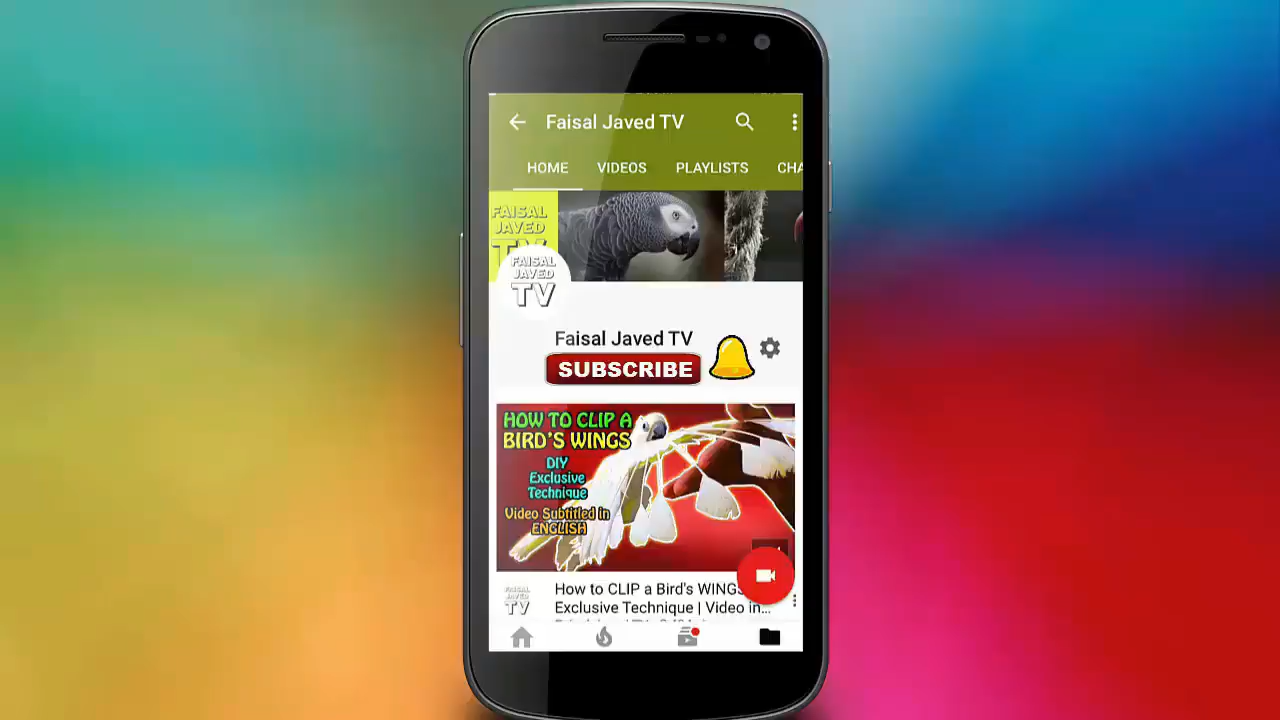 Faisal Javed TV
HOME VIDEOS PLAYLISTS CHA
FAISAL
JAVED
TV
FAISAL
JAVED
TV
Faisal Javed TV
SUBSCRIBE
HOW TO CLIP A
BIRD'S WINGS
DIY
Exclusive
Technique
Video Subtitled in
ENGLISH
FAISAL
JAVED
TV
How to CLIP a Bird's WINGS
Exclusive Technique | Video in...